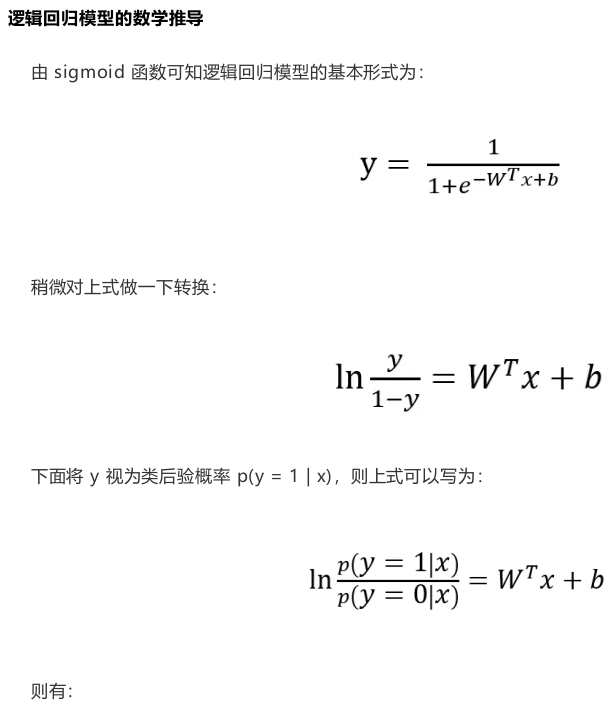 逻辑回归模型的数学推导
由 sigmoid 函数可知逻辑回归模型的基本形式为：
y = \frac{1}{1+e^{-W^T x+b}}
稍微对上式做一下转换：
ln\frac{y}{1-y} = W^T x + b
下面将 y 视为类后验概率 p(y = 1 | x)，则上式可以写为：
ln\frac{p(y = 1|x)}{p(y = 0|x)} = W^T x + b
则有：